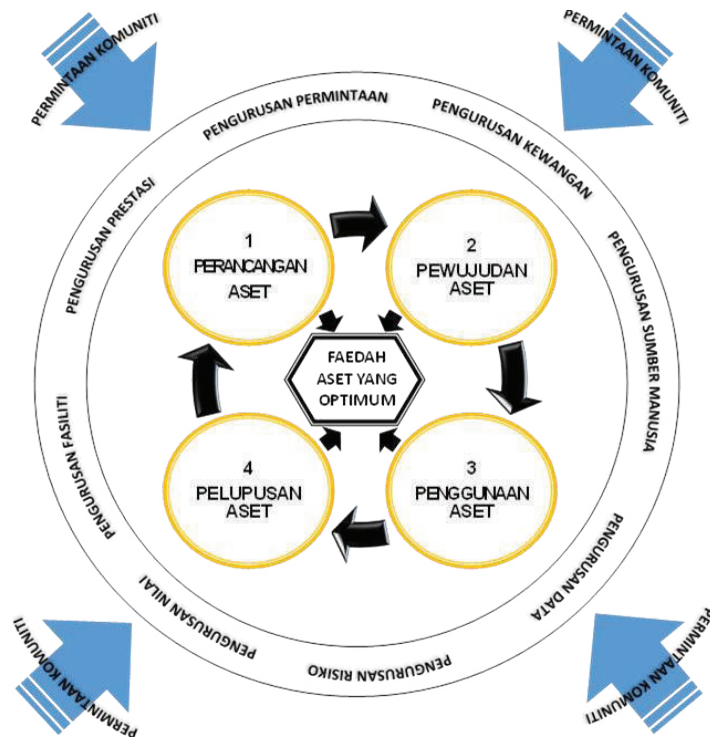 PERMINTAAN KOMUNITI
PERMINTAAN KOMUNITI
PENGURUSAN PERMINTAAN
PENGURUSAN KEWANGAN
PENGURUSAN SUMBER MANUSIA
PENGURUSAN DATA
PENGURUSAN RISIKO
PENGURUSAN NILAI
PENGURUSAN FASILITI
PENGURUSAN PRESTASI
1
PERANCANGAN
ASET
2
PEWUJUDAN
ASET
FAEDAH
ASET YANG
OPTIMUM
4
PELUPUSAN
ASET
3
PENGGUNAAN
ASET
PERMINTAAN KOMUNITI
PERMINTAAN KOMUNITI